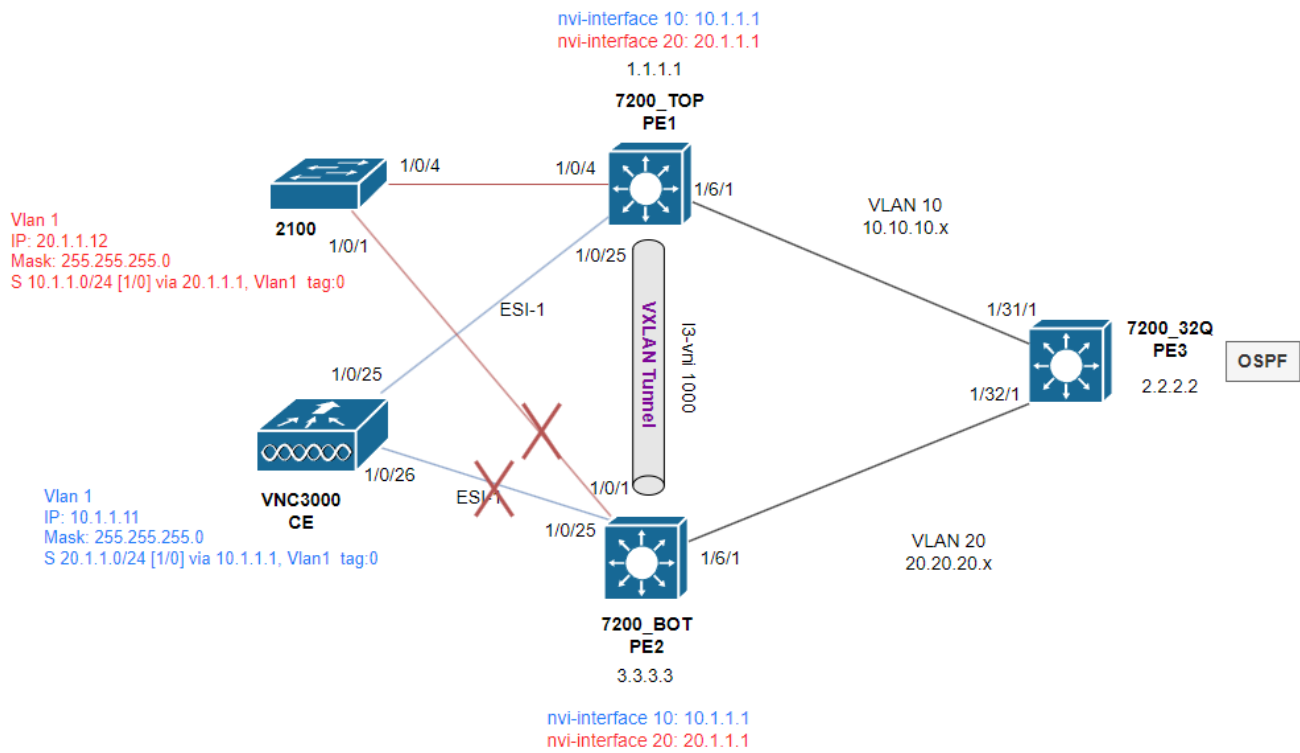 nvi-interface 10: 10.1.1.1
nvi-interface 20: 20.1.1.1
1.1.1.1
7200_TOP
PE1
1/0/4
1/0/4
1/6/1
VLAN 10
10.10.10.x
2100
Vlan 1
IP: 20.1.1.12
Mask: 255.255.255.0
S 10.1.1.0/24 [1/0] via 20.1.1.1, Vlan1 tag:0
1/0/1
1/0/25
ESI-1
VXLAN Tunnel
l3-vni 1000
1/31/1
7200_32Q
PE3
2.2.2.2
OSPF
1/0/25
1/32/1
1/0/26
ESI-1
1/0/1
VNC3000
CE
Vlan 1
IP: 10.1.1.11
Mask: 255.255.255.0
S 20.1.1.0/24 [1/0] via 10.1.1.1, Vlan1 tag:0
1/0/25
1/6/1
VLAN 20
20.20.20.x
7200_BOT
PE2
3.3.3.3
nvi-interface 10: 10.1.1.1
nvi-interface 20: 20.1.1.1